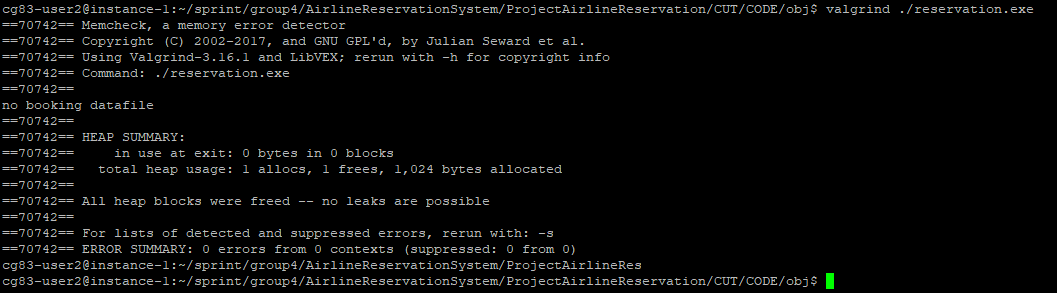 cg83-user2@instance-1:~/sprint/group4/AirlineReservationSystem/ProjectAirlineReservation/CUT/CODE/obj$ valgrind ./reservation.exe
==70742== Memcheck, a memory error detector
==70742== Copyright (C) 2002-2017, and GNU GPL'd, by Julian Seward et al.
==70742== Using Valgrind-3.16.1 and LibVEX; rerun with -h for copyright info
==70742== Command: ./reservation.exe
==70742==
no booking datafile
==70742==
==70742== HEAP SUMMARY:
==70742==     in use at exit: 0 bytes in 0 blocks
==70742==   total heap usage: 1 allocs, 1 frees, 1,024 bytes allocated
==70742==
==70742== All heap blocks were freed -- no leaks are possible
==70742==
==70742== For lists of detected and suppressed errors, rerun with: -s
==70742== ERROR SUMMARY: 0 errors from 0 contexts (suppressed: 0 from 0)
cg83-user2@instance-1:~/sprint/group4/AirlineReservationSystem/ProjectAirlineRes
cg83-user2@instance-1:~/sprint/group4/AirlineReservationSystem/ProjectAirlineReservation/CUT/CODE/obj$